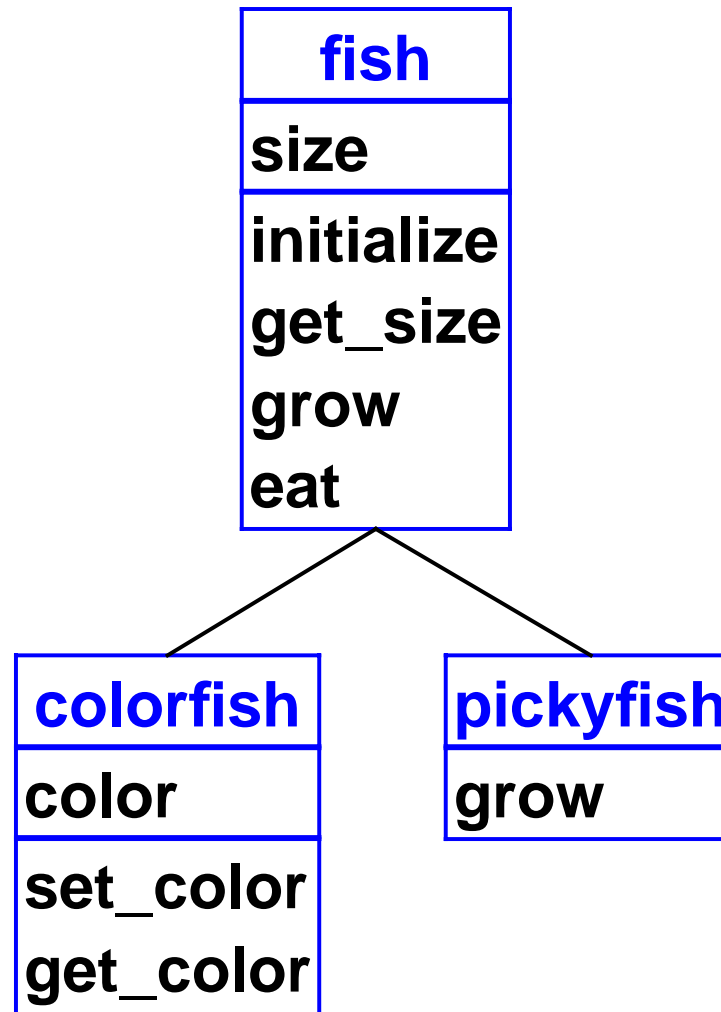 fish
size
initialize
get_size
grow
eat
colorfish
color
set_color
get_color
pickyfish
grow